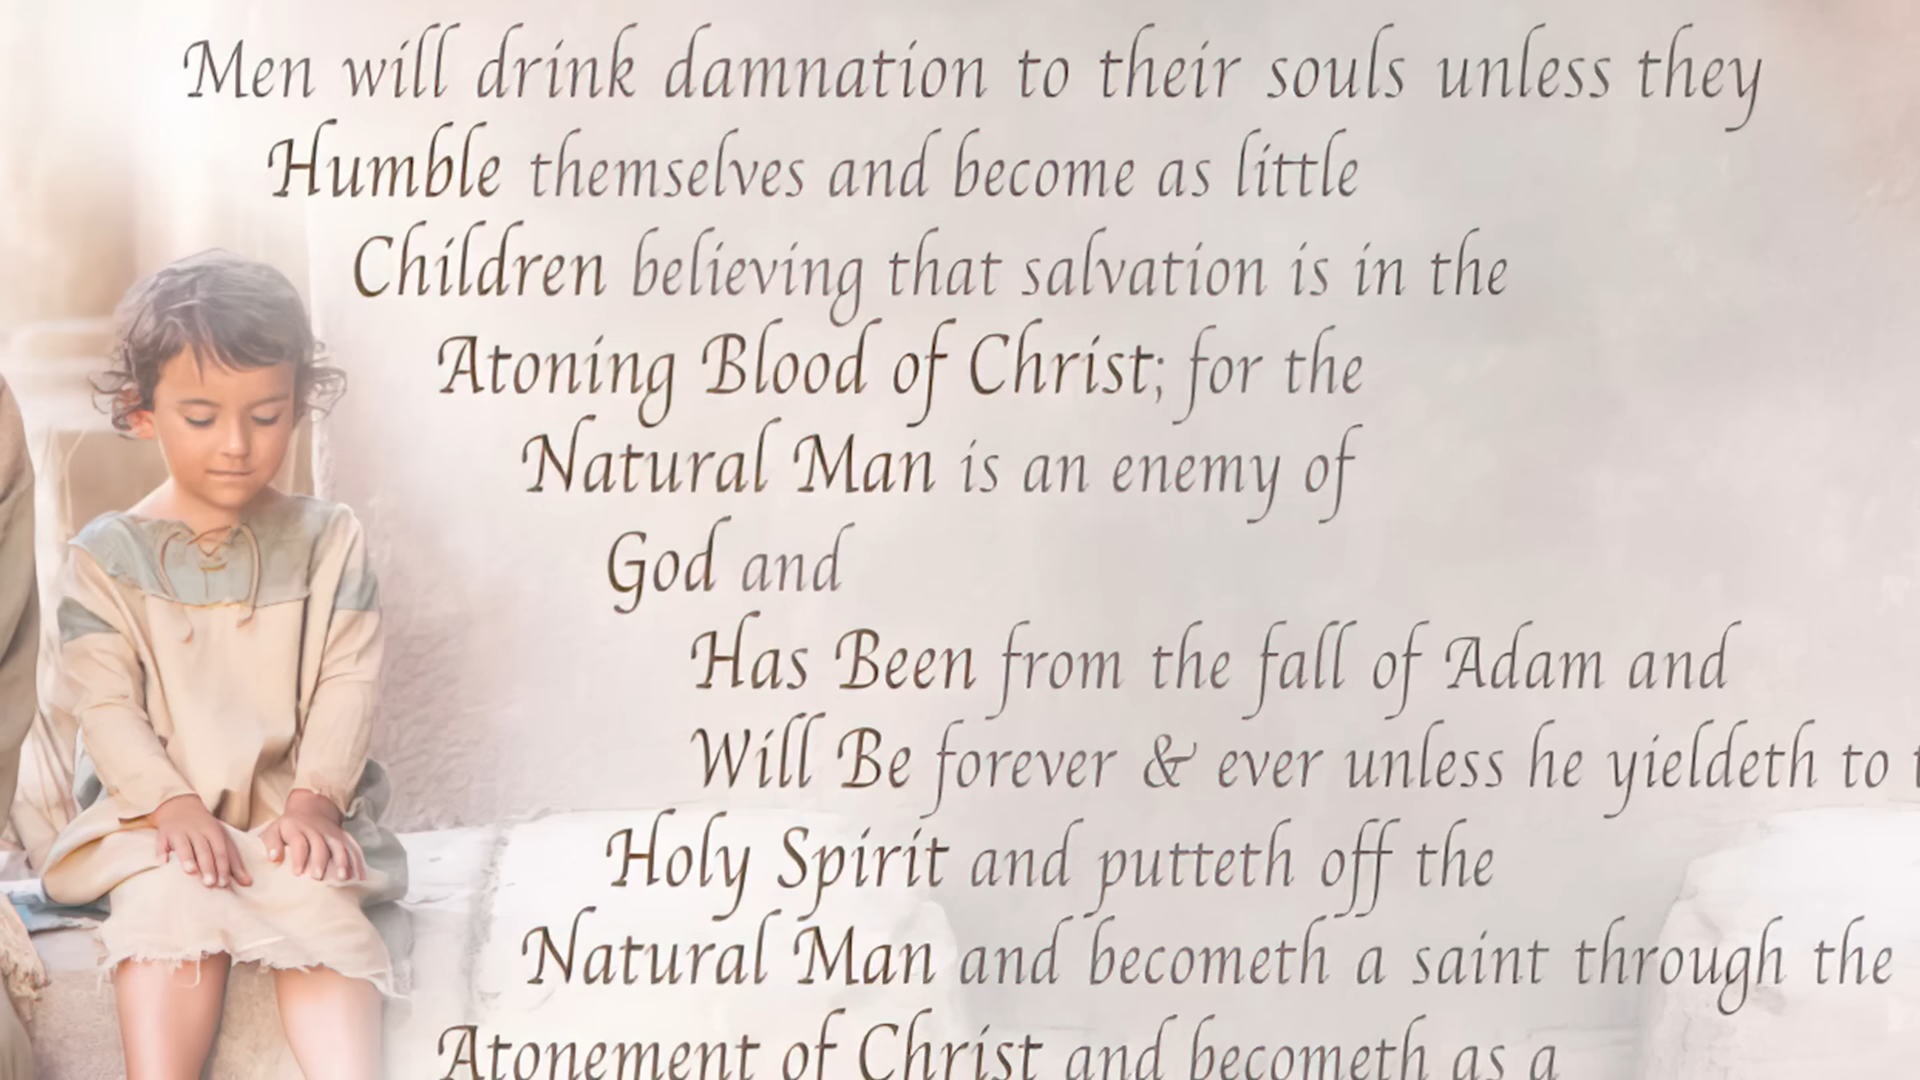 Men will drink damnation to their souls unless they
Humble themselves and become as little
Children believing that salvation is in the
Atoning Blood of Christ; for the
Natural Man is an enemy of
God and
Has Been from the fall of Adam and
Will Be forever & ever unless he yieldeth to
Holy Spirit and putteth off the
Natural Man and becometh a saint through the
Atonement of Christ and becometh as a